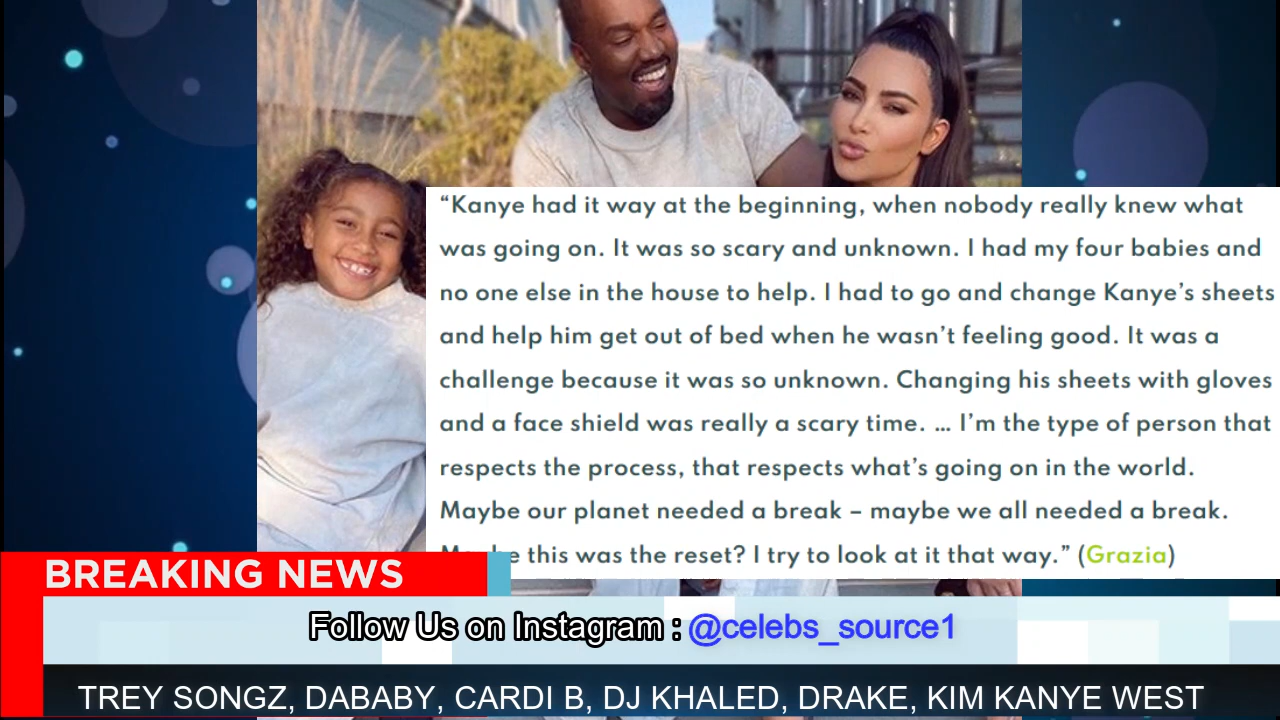 “Kanye had it way at the beginning, when nobody really knew what
was going on. It was so scary and unknown. I had my four babies and
no one else in the house to help. I had to go and change Kanye’s sheets
and help him get out of bed when he wasn’t feeling good. It was a
challenge because it was so unknown. Changing his sheets with gloves
and a face shield was really a scary time. … I’m the type of person that
respects the process, that respects what’s going on in the world.
Maybe our planet needed a break – maybe we all needed a break.
this was the reset? I try to look at it that way.” (Grazia)
BREAKING NEWS
Follow Us on Instagram : @celebs_source1
TREY SONGZ, DABABY, CARDI B, DJ KHALED, DRAKE, KIM KANYE WEST